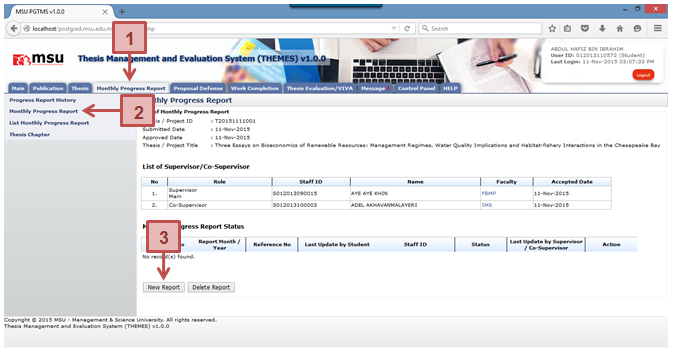 MSU PGTMS v1.0.0
localhost/postgrad.msu.edu.m
.php
Search
msu
Thesis Management and Evaluation System (THEMES) v1.0.0
ABDUL HAFIZ BIN IBRAHIM
User ID: 012013110572 (Student)
Last Login: 11-Nov-2015 03:07:33 PM
Logout
1
Main Publication Thesis Monthly Progress Report Proposal Defense Work Completion Thesis Evaluation/VIVA Message Control Panel HELP
Progress Report History
Monthly Progress Report
List Monthly Progress Report
Thesis Chapter
2
nthly Progress Report
of Monthly Progress Report
Thesis / Project ID : T20151111001
Submitted Date : 11-Nov-2015
Approved Date : 11-Nov-2015
Thesis / Project Title : Three Essays on Bioeconomics of Renewable Resources: Management Regimes, Water Quality Implications and Habitat-fishery Interactions in the Chesapeake Bay
List of Supervisor/Co-Supervisor
No Role Staff ID Name Faculty Accepted Date
1. Supervisor Main S012013090015 AYE AYE KHIN FBMP 11-Nov-2015
2. Co-Supervisor S012013100003 ADEL AKHAVANMALAYERI IMS 11-Nov-2015
M gress Report Status
3
o Report Month / Year Reference No Last Update by Student Staff ID Status Last Update by Supervisor / Co-Supervisor Action
No record(s) found.
New Report Delete Report
Copyright © 2015 MSU - Management & Science University. All rights reserved.
Thesis Management and Evaluation System (THEMES) v1.0.0